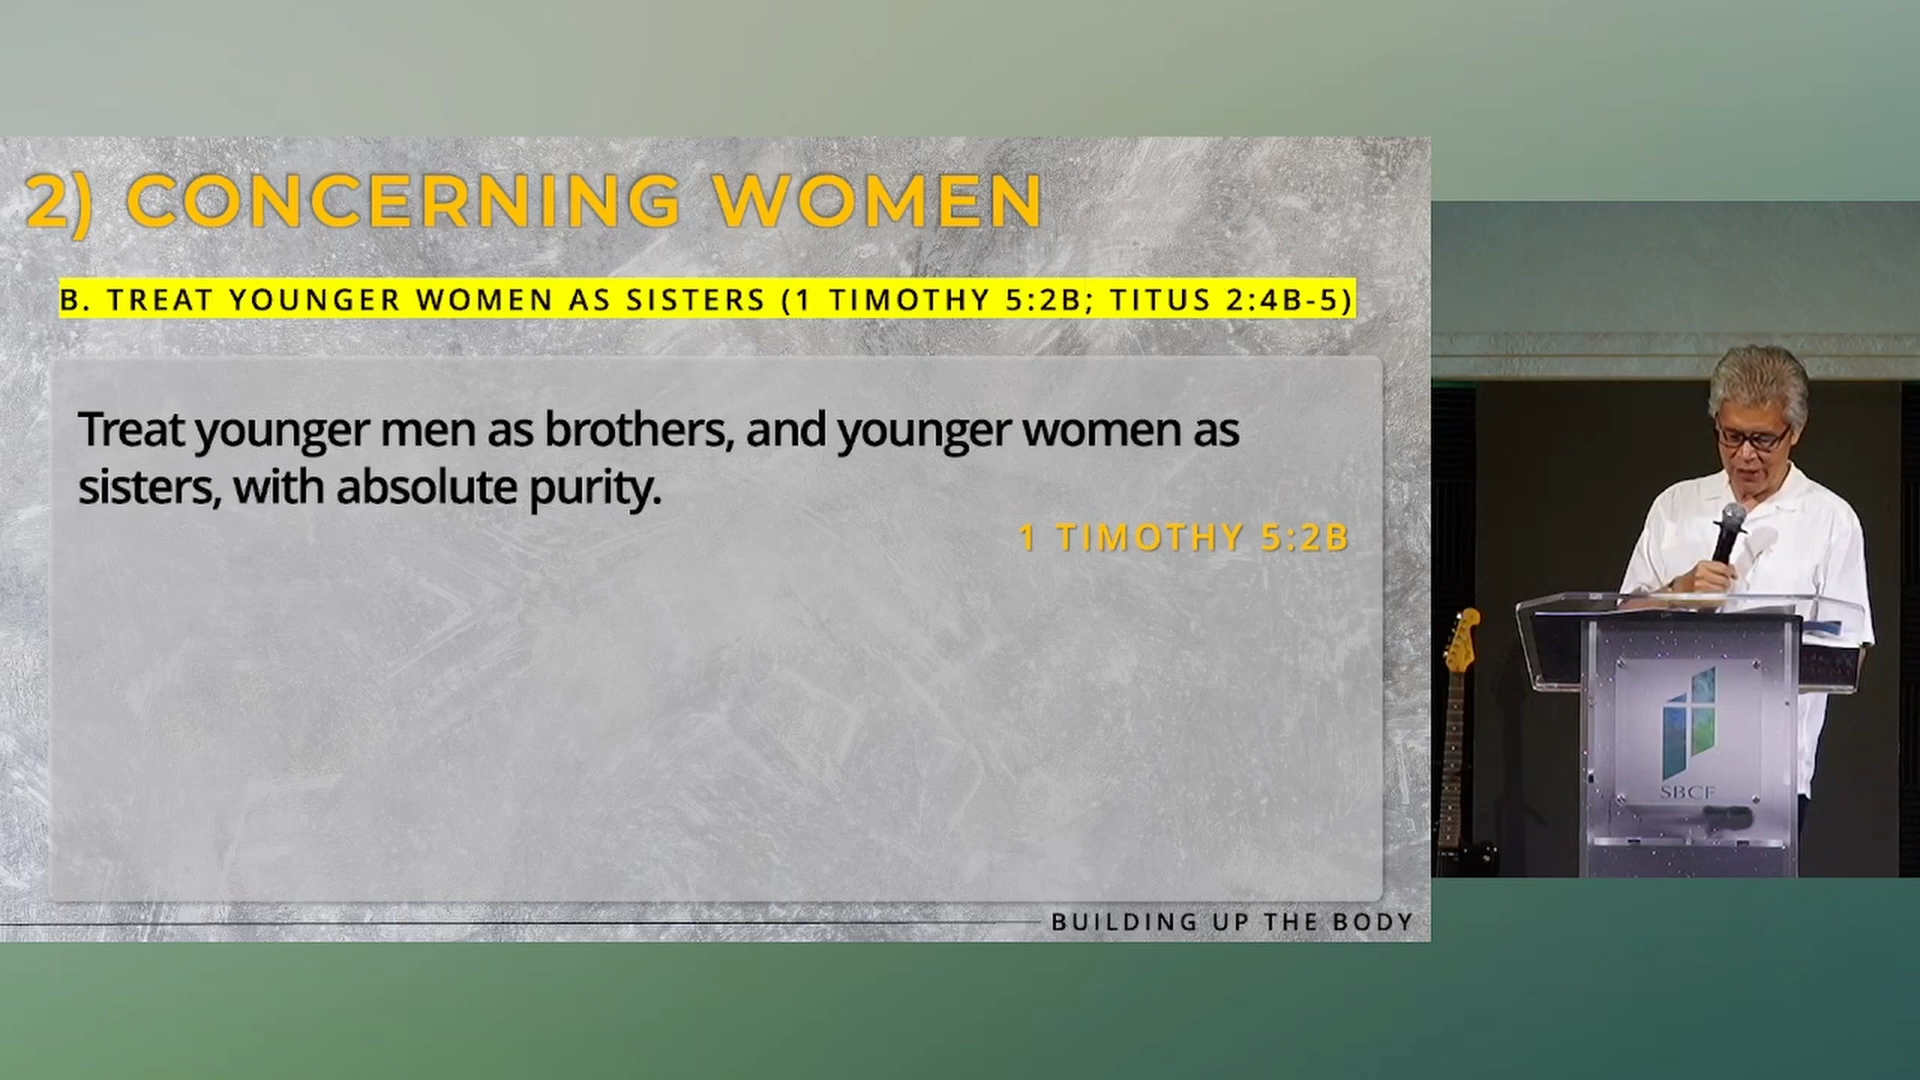 2) CONCERNING WOMEN
B. TREAT YOUNGER WOMEN AS SISTERS (1 TIMOTHY 5:2B; TITUS 2:4B-5)
Treat younger men as brothers, and younger women as
sisters, with absolute purity.
1 TIMOTHY 5:2B
BUILDING UP THE BODY
SBCF